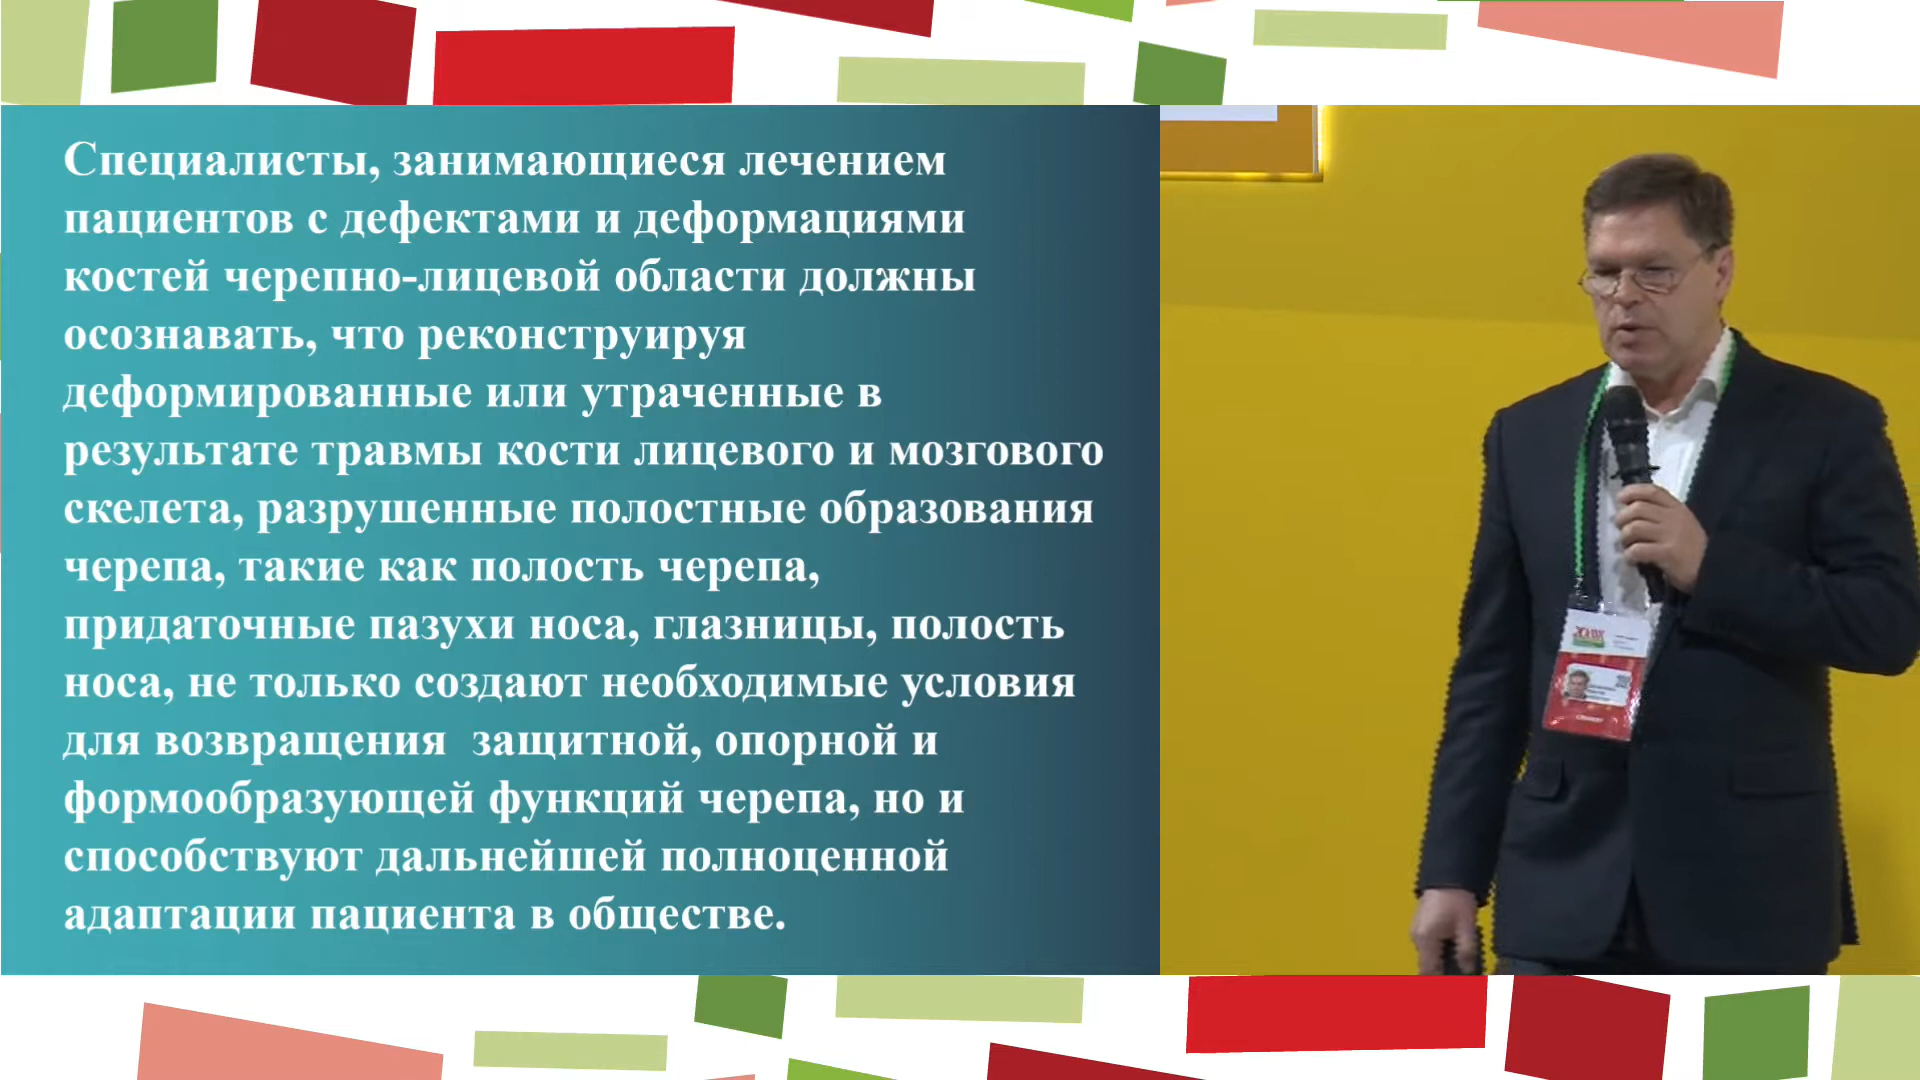 Специалисты, занимающиеся лечением
пациентов с дефектами и деформациями
костей черепно-лицевой области должны
осознавать, что реконструируя
деформированные или утраченные в
результате травмы кости лицевого и мозгового
скелета, разрушенные полостные образования
черепа, такие как полость черепа,
придаточные пазухи носа, глазницы, полость
носа, не только создают необходимые условия
для возвращения  защитной, опорной и
формообразующей функций черепа, но и
способствуют дальнейшей полноценной
адаптации пациента в обществе.